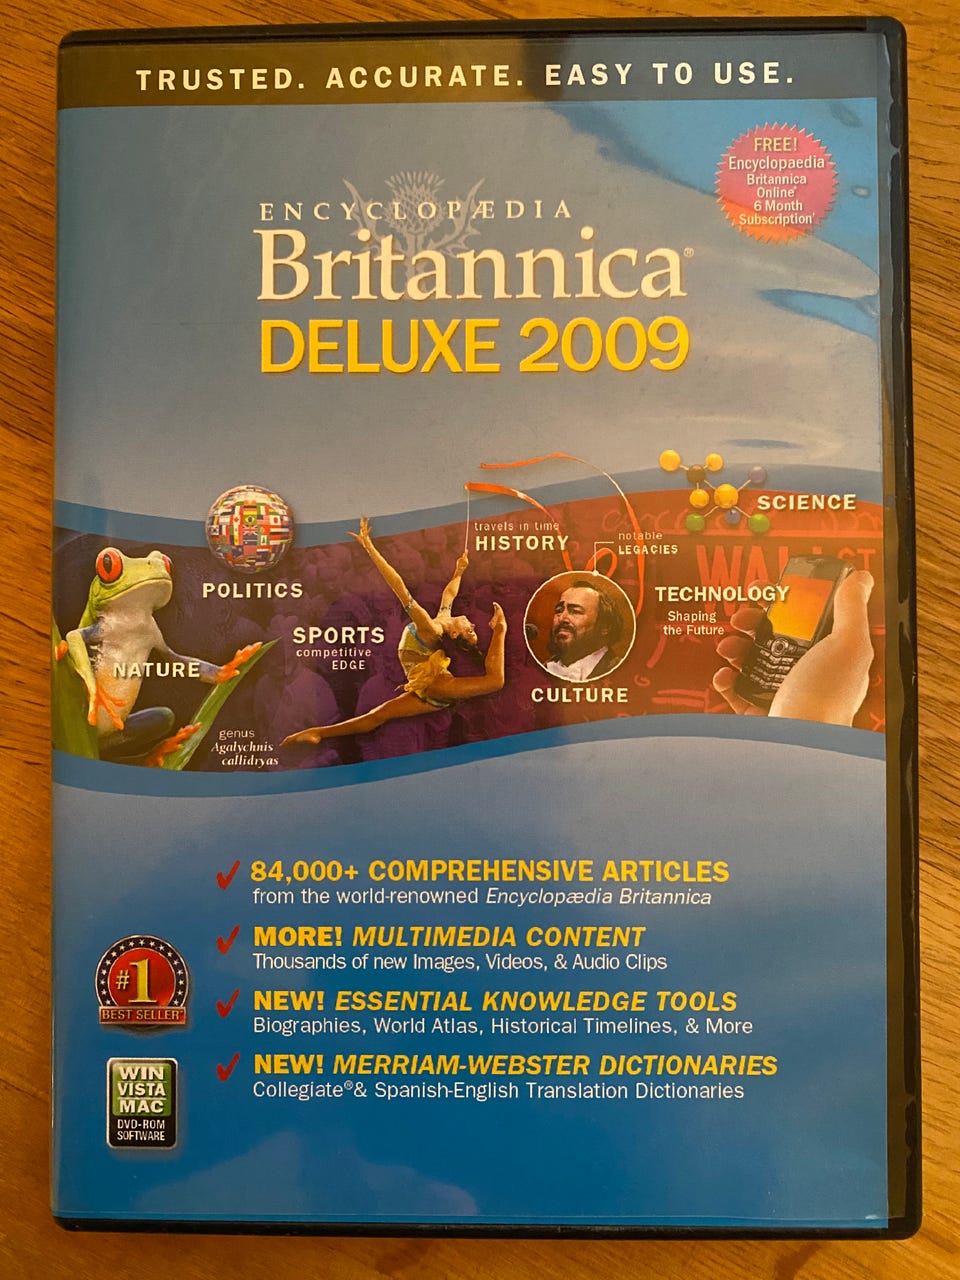 TRUSTED. ACCURATE. EASY TO USE.
FREE!
Encyclopaedia
Britannica
Online*
6 Month
Subscription*
ENCYCLOPÆDIA
Britannica®
DELUXE 2009
SCIENCE
travels in time
HISTORY
notable
LEGACIES
POLITICS
TECHNOLOGY
Shaping
the Future
SPORTS
competitive
EDGE
NATURE
CULTURE
genus
Agalychnis
callidryas
WALL ST
84,000+ COMPREHENSIVE ARTICLES
from the world-renowned Encyclopædia Britannica
MORE! MULTIMEDIA CONTENT
Thousands of new Images, Videos, & Audio Clips
#1
BEST SELLER
NEW! ESSENTIAL KNOWLEDGE TOOLS
Biographies, World Atlas, Historical Timelines, & More
NEW! MERRIAM-WEBSTER DICTIONARIES
Collegiate® & Spanish-English Translation Dictionaries
WIN
VISTA
MAC
DVD-ROM
SOFTWARE